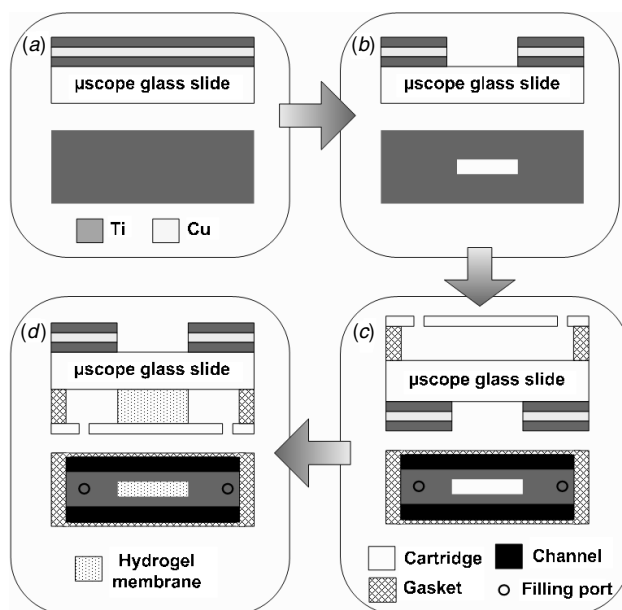 (a)
µscope glass slide
Ti
Cu
(b)
µscope glass slide
(d)
µscope glass slide
Hydrogel
membrane
(c)
µscope glass slide
Cartridge
Channel
Gasket
Filling port